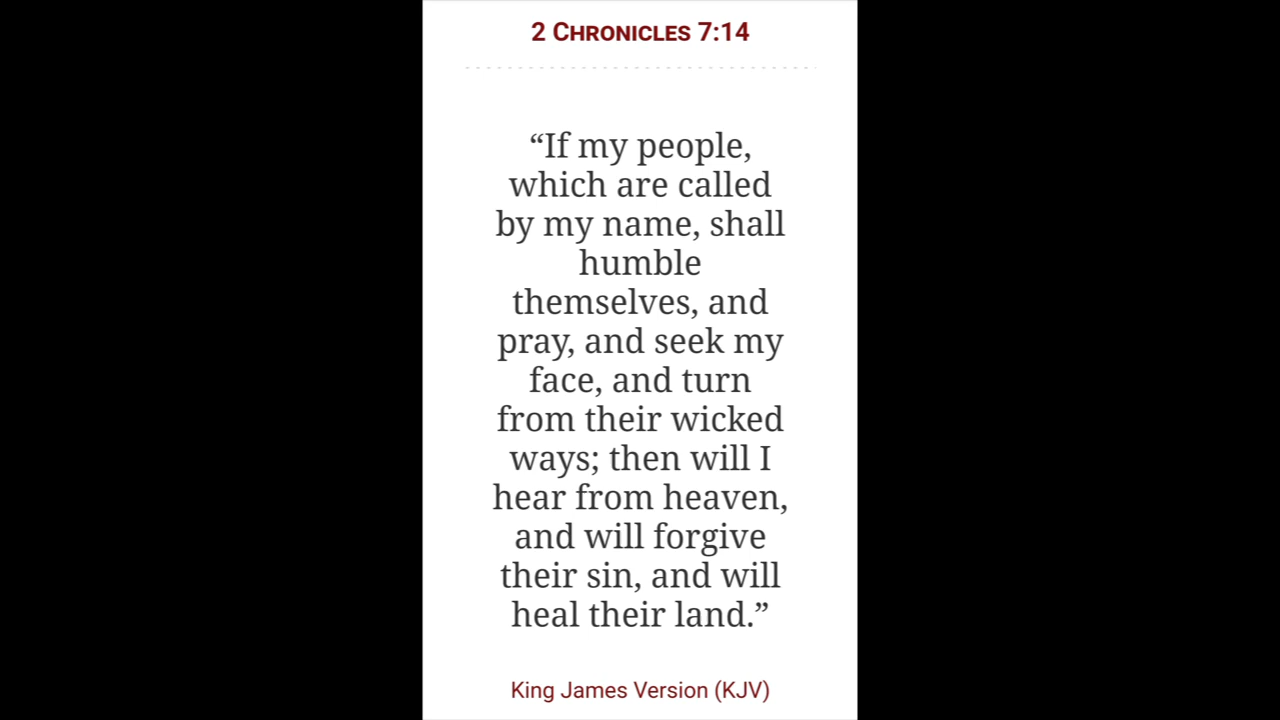 2 Chronicles 7:14
“If my people,
which are called
by my name, shall
humble
themselves, and
pray, and seek my
face, and turn
from their wicked
ways; then will I
hear from heaven,
and will forgive
their sin, and will
heal their land.”
King James Version (KJV)